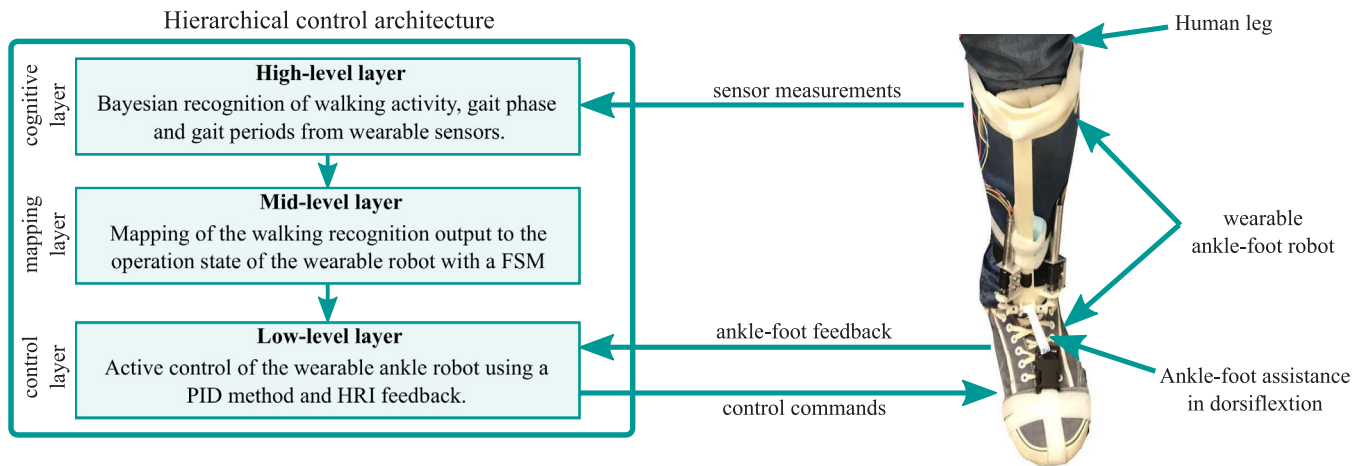 Hierarchical control architecture
cognitive
layer
High-level layer
Bayesian recognition of walking activity, gait phase
and gait periods from wearable sensors.
mapping
layer
Mid-level layer
Mapping of the walking recognition output to the
operation state of the wearable robot with a FSM
control
layer
Low-level layer
Active control of the wearable ankle robot using a
PID method and HRI feedback.
sensor measurements
ankle-foot feedback
control commands
Human leg
wearable
ankle-foot robot
Ankle-foot assistance
in dorsiflextion